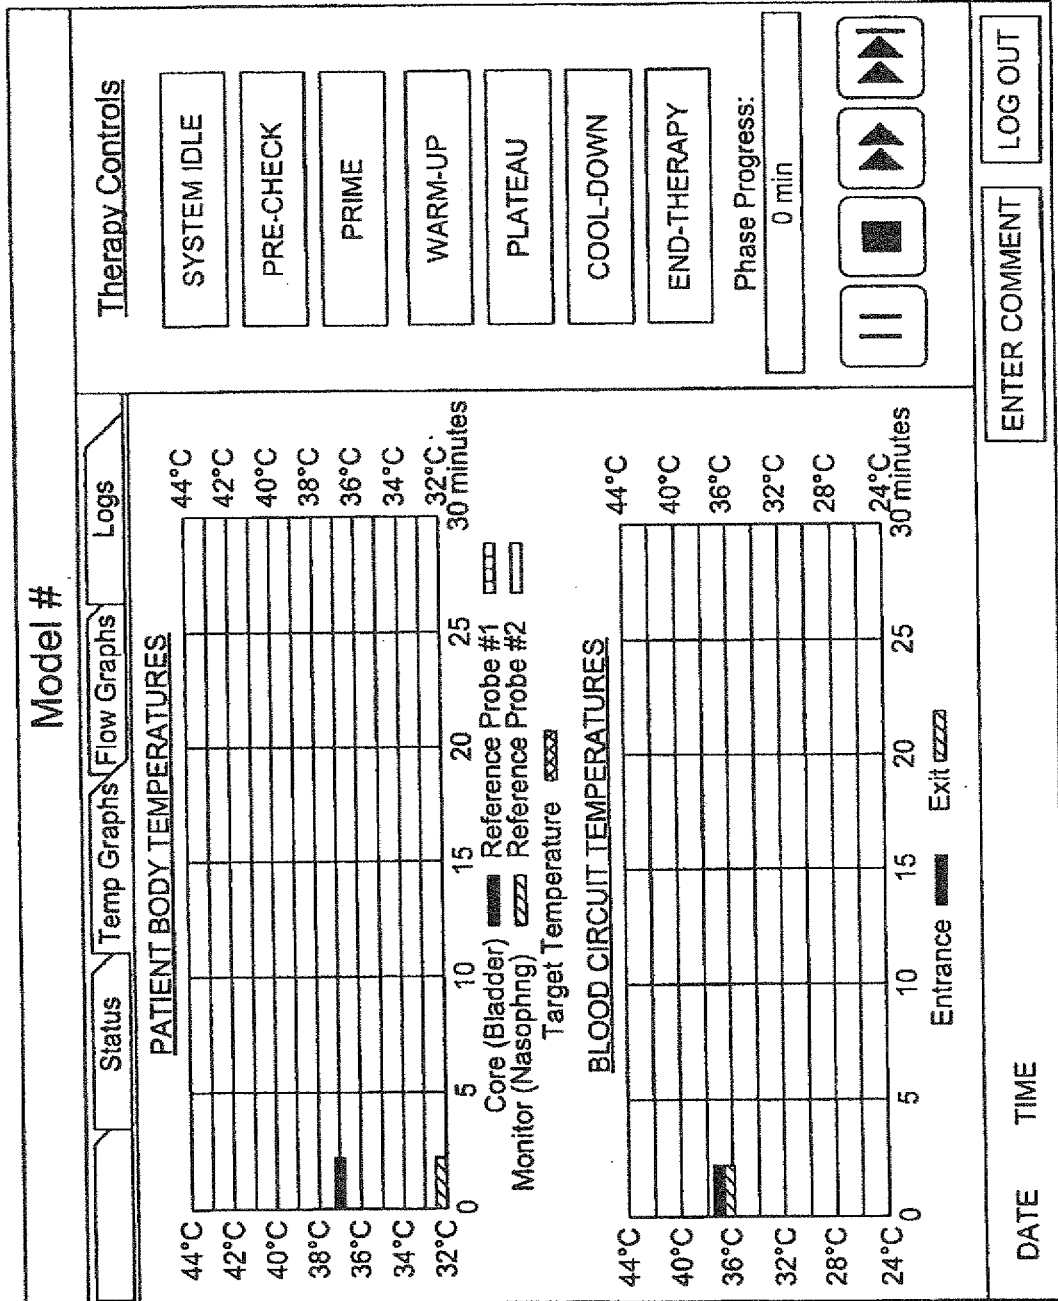 Model #
Status
Temp Graphs
Flow Graphs
Logs
PATIENT BODY TEMPERATURES
44°C 44°C
42°C 42°C
40°C 40°C
38°C 38°C
36°C 36°C
34°C 34°C
32°C 32°C
0 5 10 15 20 25 30 minutes
Core (Bladder) Reference Probe #1
Monitor (Nasophng) Reference Probe #2
Target Temperature
BLOOD CIRCUIT TEMPERATURES
44°C 44°C
40°C 40°C
36°C 36°C
32°C 32°C
28°C 28°C
24°C 24°C
0 5 10 15 20 25 30 minutes
Entrance Exit
Therapy Controls
SYSTEM IDLE
PRE-CHECK
PRIME
WARM-UP
PLATEAU
COOL-DOWN
END-THERAPY
Phase Progress:
0 min
DATE TIME
ENTER COMMENT
LOG OUT